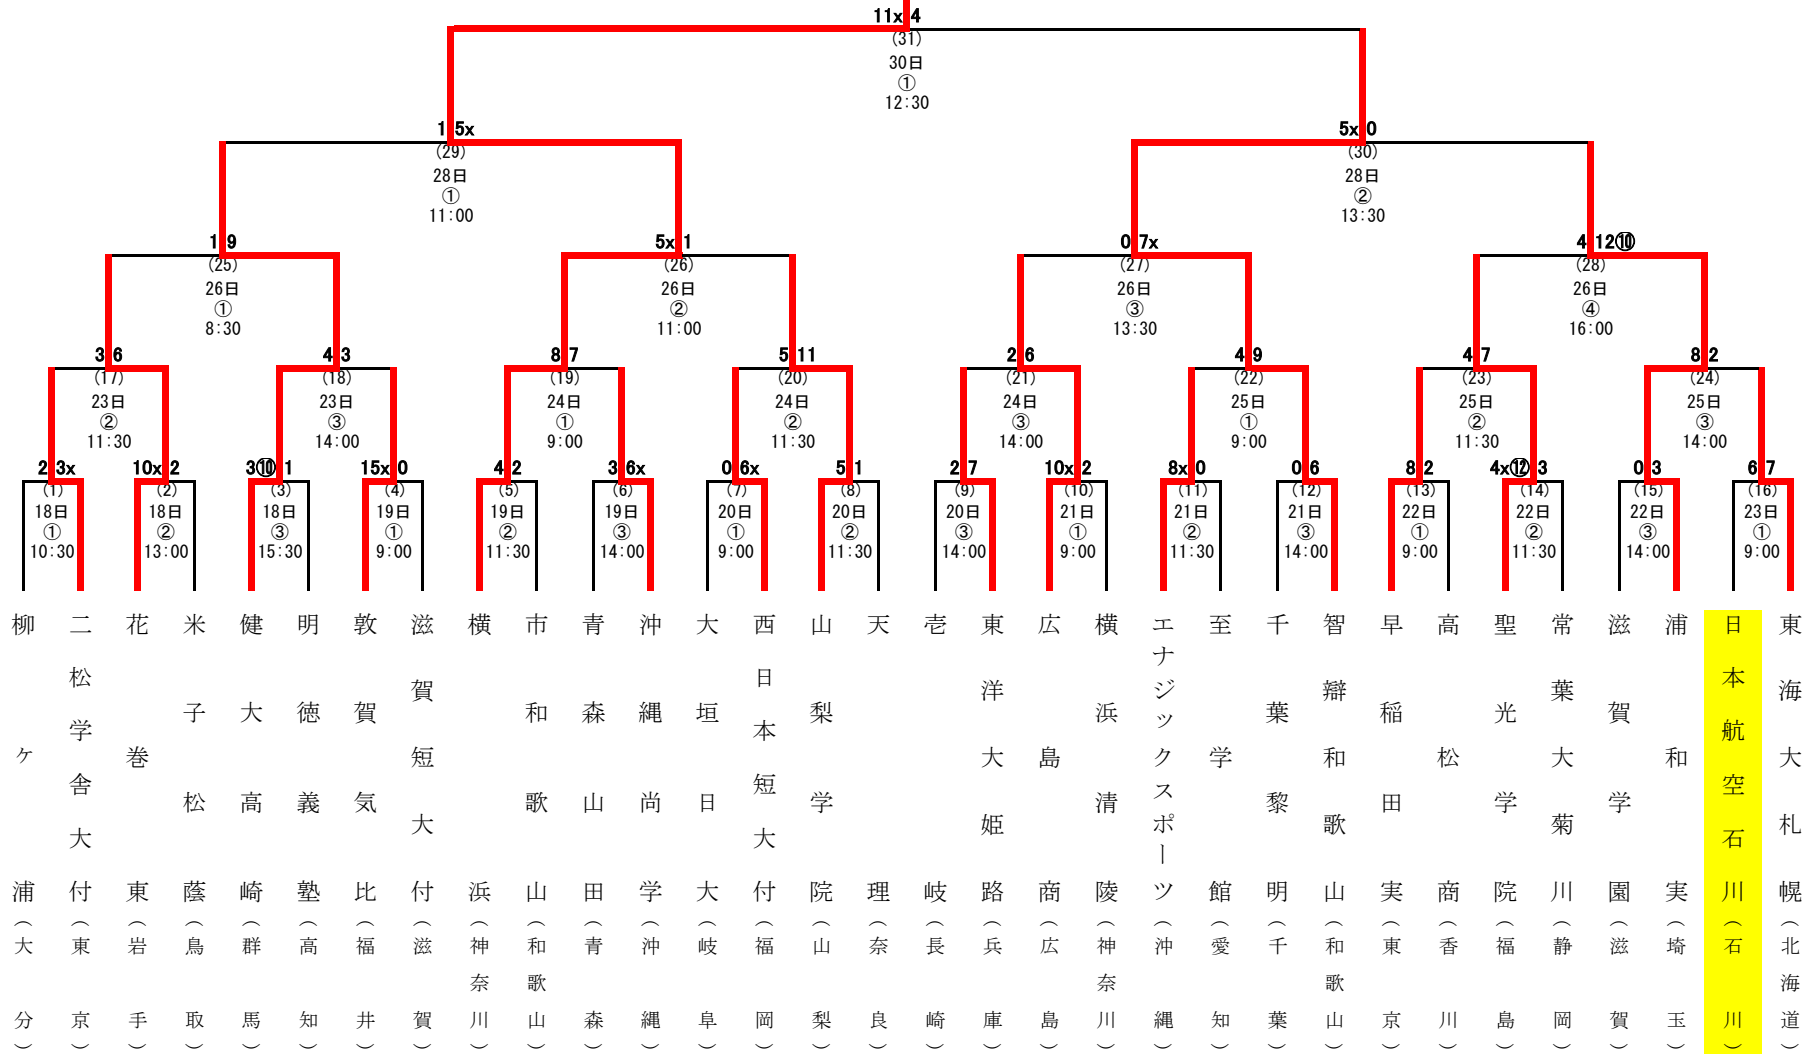 11x 4
(31)
30日
①
12:30
1 5x
(29)
28日
①
11:00
5x 0
(30)
28日
②
13:30
1 9
(25)
26日
①
8:30
5x 1
(26)
26日
②
11:00
0 7x
(27)
26日
③
13:30
4 12⑩
(28)
26日
④
16:00
3 6
(17)
23日
②
11:30
4 3
(18)
23日
③
14:00
8 7
(19)
24日
①
9:00
5 11
(20)
24日
②
11:30
2 6
(21)
24日
③
14:00
4 9
(22)
25日
①
9:00
4 7
(23)
25日
②
11:30
8 2
(24)
25日
③
14:00
2 3x
(1)
18日
①
10:30
10x 2
(2)
18日
②
13:00
3⑩ 1
(3)
18日
③
15:30
15x 0
(4)
19日
①
9:00
4 2
(5)
19日
②
11:30
3 6x
(6)
19日
③
14:00
0 6x
(7)
20日
①
9:00
5 1
(8)
20日
②
11:30
2 7
(9)
20日
③
14:00
10x 2
(10)
21日
①
9:00
8x 0
(11)
21日
②
11:30
0 6
(12)
21日
③
14:00
8 2
(13)
22日
①
9:00
4x⑫ 3
(14)
22日
②
11:30
0 3
(15)
22日
③
14:00
6 7
(16)
23日
①
9:00
柳ケ浦(大分)
二松学舎大付(東京)
花巻東(岩手)
米子松蔭(鳥取)
健大高崎(群馬)
明徳義塾(高知)
敦賀気比(福井)
滋賀短大付(滋賀)
横浜(神奈川)
市和歌山(和歌山)
青森山田(青森)
沖縄尚学(沖縄)
大垣日大(岐阜)
西日本短大付(福岡)
山梨学院(山梨)
天理(奈良)
壱岐(長崎)
東洋大姫路(兵庫)
広島商(広島)
横浜清陵(神奈川)
エナジックスポーツ(沖縄)
至学館(愛知)
千葉黎明(千葉)
智辯和歌山(和歌山)
早稲田実(東京)
高松商(香川)
聖光学院(福島)
常葉大菊川(静岡)
滋賀学園(滋賀)
浦和実(埼玉)
日本航空石川(石川)
東海大札幌(北海道)